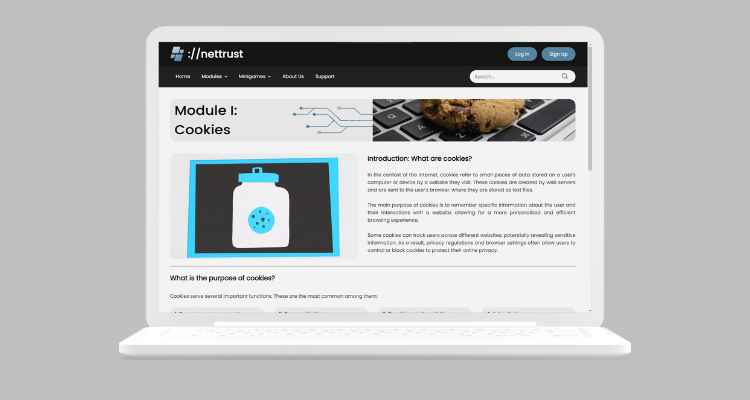 ://nettrust
Log in
Sign Up
Home
Modules
Minigames
About Us
Support
Search...
Module I:
Cookies
Introduction: What are cookies?
In the context of the internet, cookies refer to small pieces of data stored on a user's
computer or device by a website they visit. These cookies are created by web servers
and are sent to the user's browser, where they are stored as text files.
The main purpose of cookies is to remember specific information about the user and
their interactions with a website, allowing for a more personalized and efficient
browsing experience.
Some cookies can track users across different websites, potentially revealing sensitive
information. As a result, privacy regulations and browser settings often allow users to
control or block cookies to protect their online privacy.
What is the purpose of cookies?
Cookies serve several important functions. These are the most common among them: